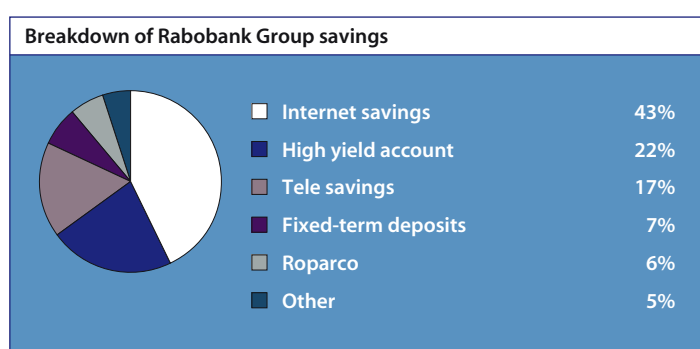 Breakdown of Rabobank Group savings
Internet savings 43%
High yield account 22%
Tele savings 17%
Fixed-term deposits 7%
Roparco 6%
Other 5%